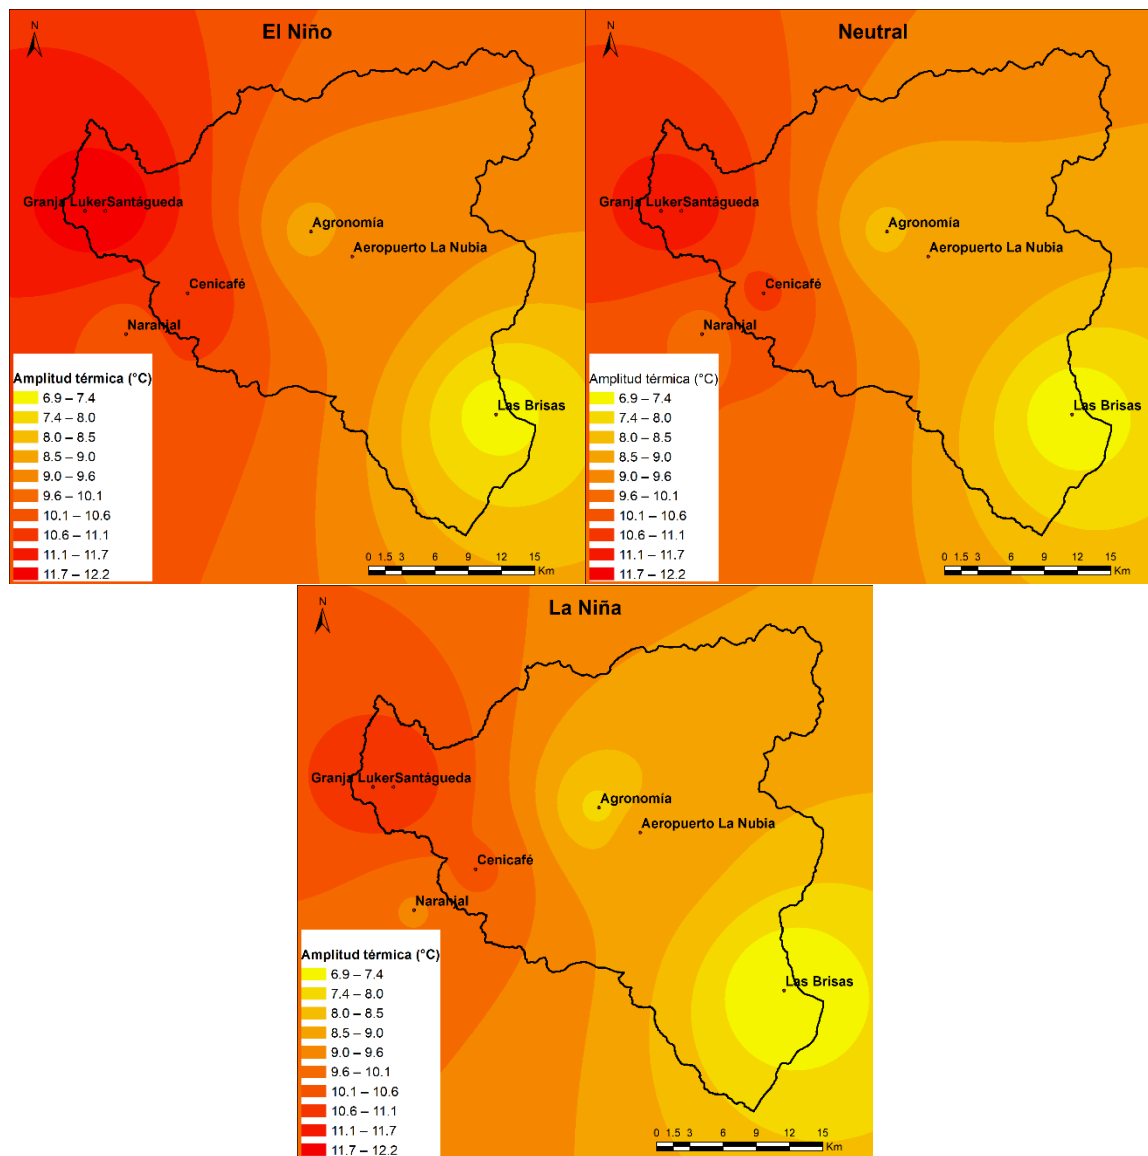 El Niño
N
Granja Luker Santágueda
Agronomía
Aeropuerto La Nubia
Cenicafé
Naranjal
Las Brisas
Amplitud térmica (°C)
6.9 – 7.4
7.4 – 8.0
8.0 – 8.5
8.5 – 9.0
9.0 – 9.6
9.6 – 10.1
10.1 – 10.6
10.6 – 11.1
11.1 – 11.7
11.7 – 12.2
0 1.5 3 6 9 12 15
Km
Neutral
N
Granja Luker Santágueda
Agronomía
Aeropuerto La Nubia
Cenicafé
Naranjal
Las Brisas
Amplitud térmica (°C)
6.9 – 7.4
7.4 – 8.0
8.0 – 8.5
8.5 – 9.0
9.0 – 9.6
9.6 – 10.1
10.1 – 10.6
10.6 – 11.1
11.1 – 11.7
11.7 – 12.2
0 1.5 3 6 9 12 15
Km
La Niña
N
Granja Luker Santágueda
Agronomía
Aeropuerto La Nubia
Cenicafé
Naranjal
Las Brisas
Amplitud térmica (°C)
6.9 – 7.4
7.4 – 8.0
8.0 – 8.5
8.5 – 9.0
9.0 – 9.6
9.6 – 10.1
10.1 – 10.6
10.6 – 11.1
11.1 – 11.7
11.7 – 12.2
0 1.5 3 6 9 12 15
Km